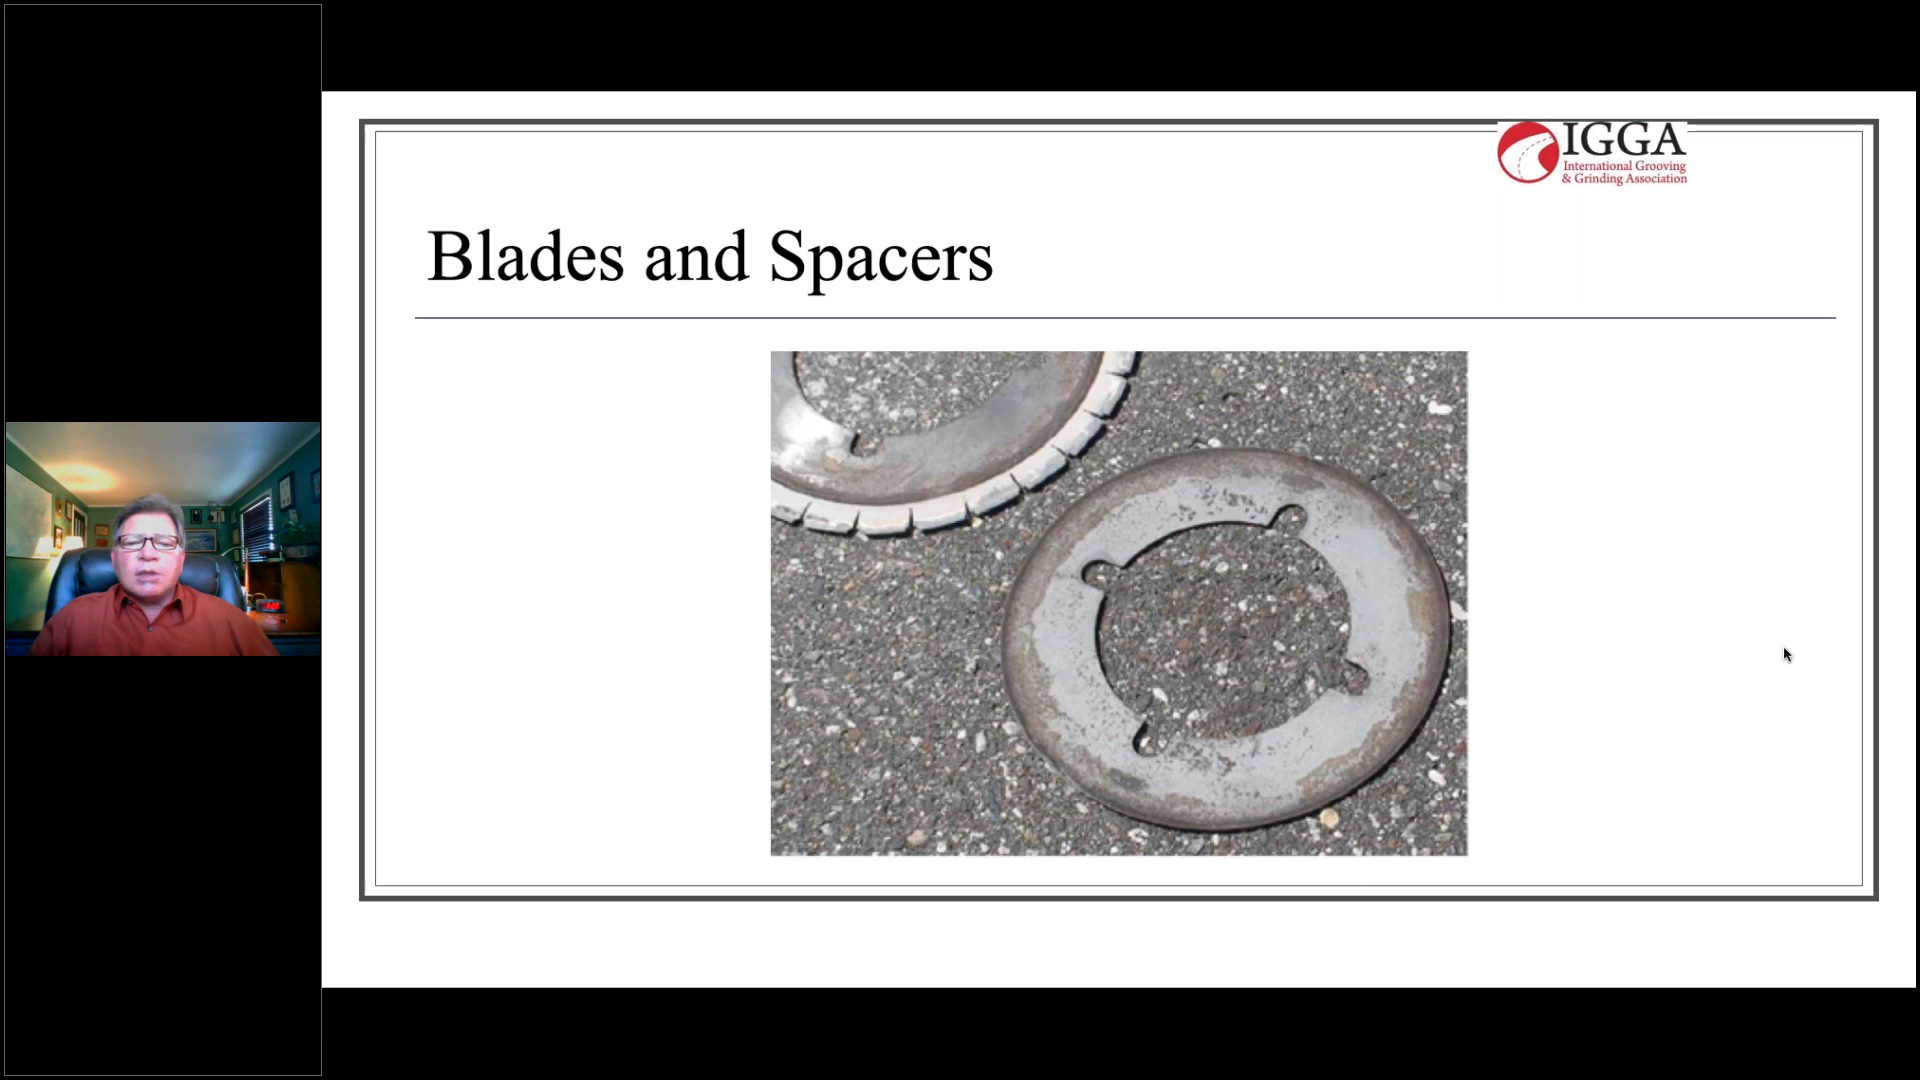 IGGA
International Grooving
& Grinding Association
Blades and Spacers